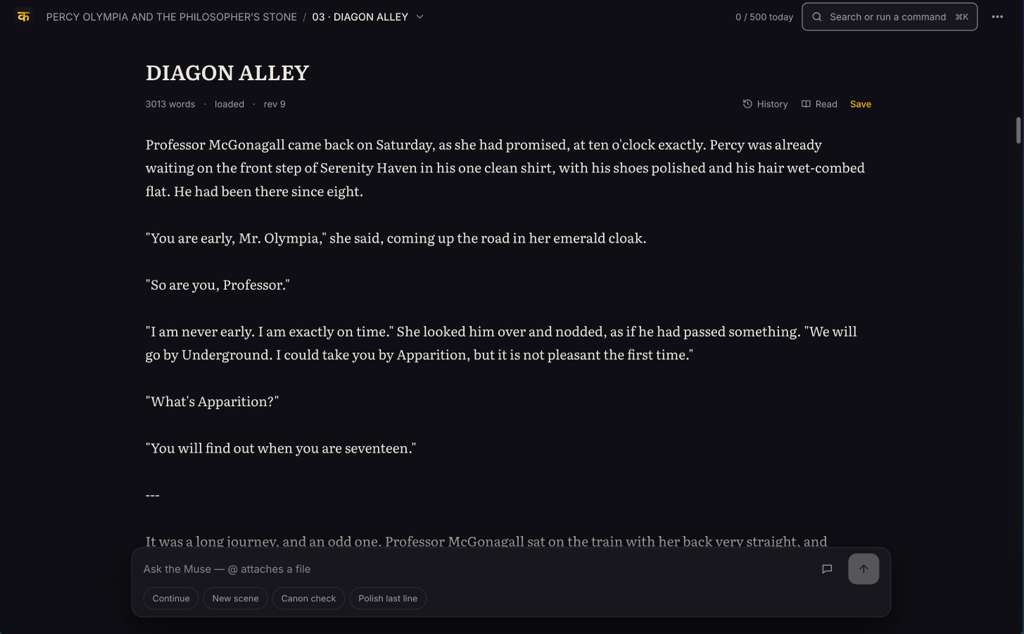 क
PERCY OLYMPIA AND THE PHILOSOPHER'S STONE / 03 · DIAGON ALLEY
0 / 500 today
Search or run a command ⌘K
DIAGON ALLEY
3013 words · loaded · rev 9
History
Read
Save
Professor McGonagall came back on Saturday, as she had promised, at ten o'clock exactly. Percy was already
waiting on the front step of Serenity Haven in his one clean shirt, with his shoes polished and his hair wet-combed
flat. He had been there since eight.
"You are early, Mr. Olympia," she said, coming up the road in her emerald cloak.
"So are you, Professor."
"I am never early. I am exactly on time." She looked him over and nodded, as if he had passed something. "We will
go by Underground. I could take you by Apparition, but it is not pleasant the first time."
"What's Apparition?"
"You will find out when you are seventeen."
---
It was a long journey, and an odd one. Professor McGonagall sat on the train with her back very straight, and
Ask the Muse — @ attaches a file
Continue
New scene
Canon check
Polish last line